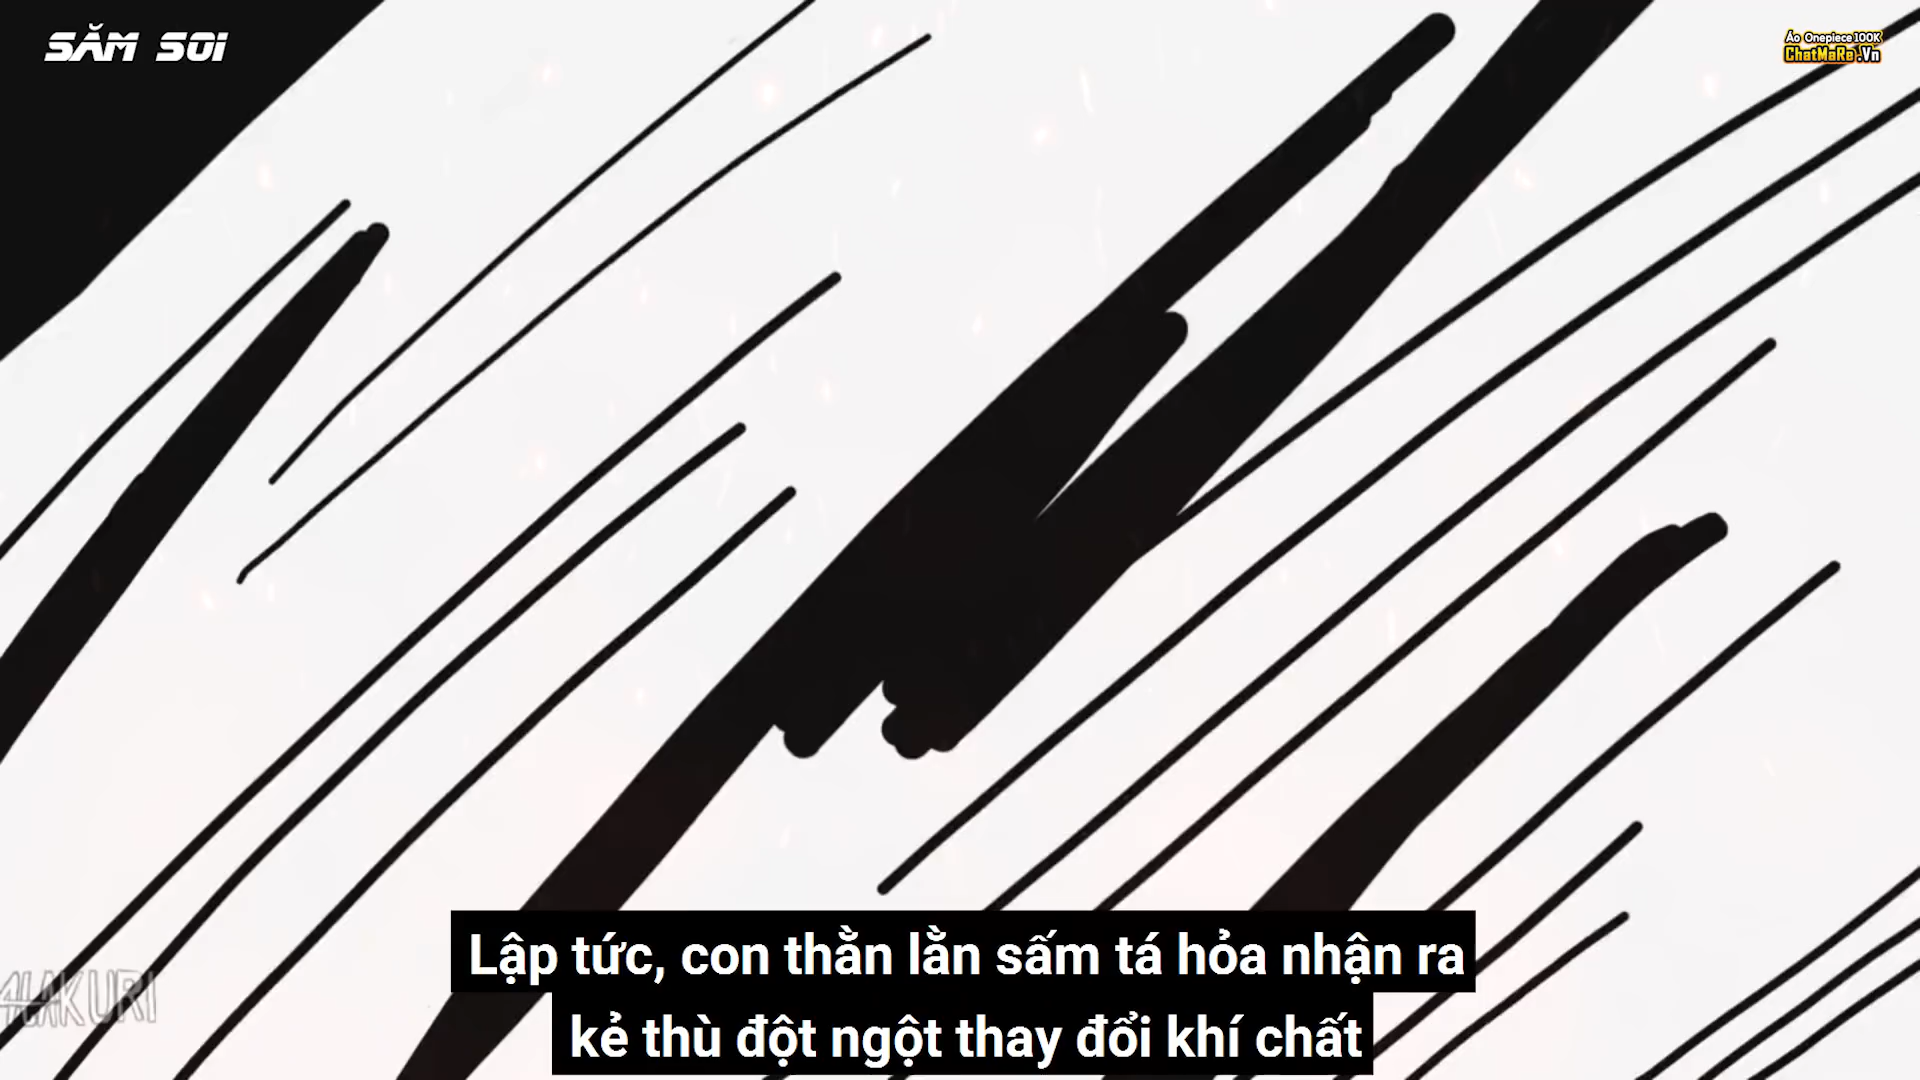 SĂM SOI
Áo Onepiece 100K
ChatMaRa.Vn
Lập tức, con thằn lằn sấm tá hỏa nhận ra
kẻ thù đột ngột thay đổi khí chất